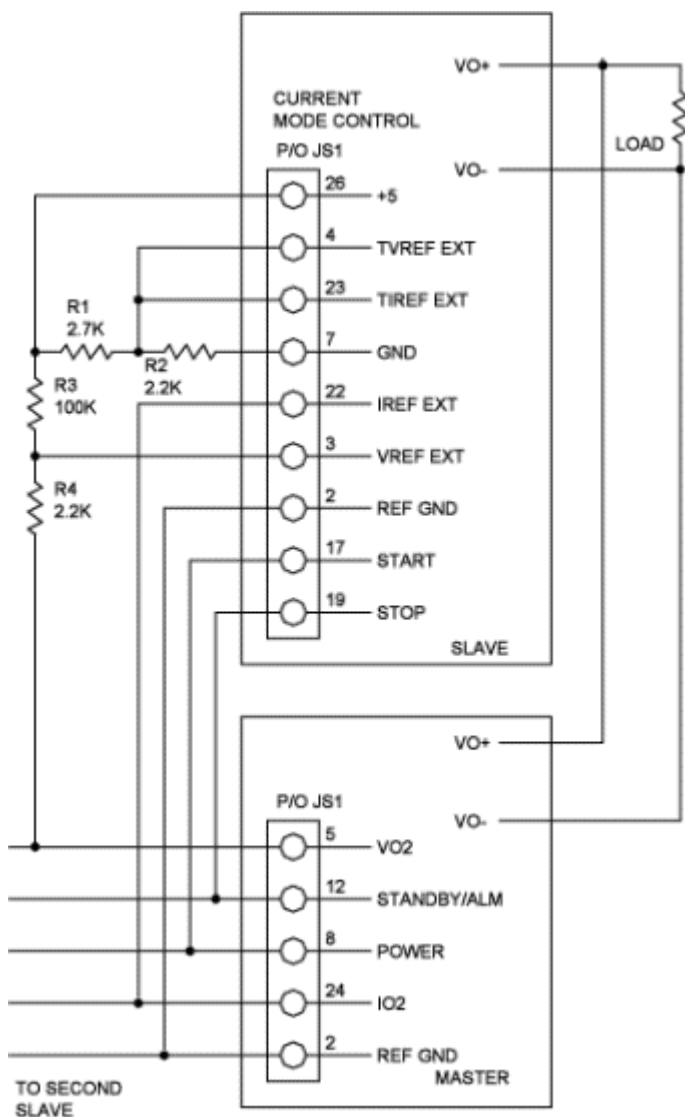 VO+
CURRENT
MODE CONTROL
P/O JS1
LOAD
VO-
26
+5
4
TVREF EXT
23
TIREF EXT
R1
2.7K
7
GND
R2
2.2K
R3
100K
22
IREF EXT
3
VREF EXT
R4
2.2K
2
REF GND
17
START
19
STOP
SLAVE
VO+
P/O JS1
VO-
5
VO2
12
STANDBY/ALM
8
POWER
24
IO2
2
REF GND
MASTER
TO SECOND
SLAVE